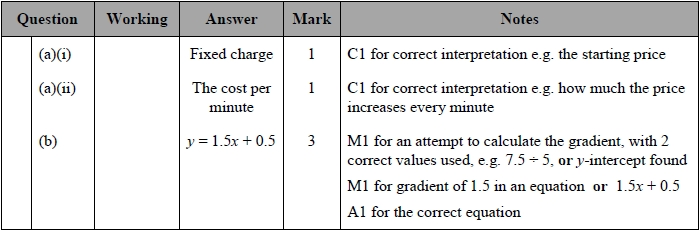 Question Working Answer Mark Notes
(a)(i) Fixed charge 1 C1 for correct interpretation e.g. the starting price
(a)(ii) The cost per minute 1 C1 for correct interpretation e.g. how much the price
increases every minute
(b) y = 1.5x + 0.5 3 M1 for an attempt to calculate the gradient, with 2
correct values used, e.g. 7.5 ÷ 5, or y-intercept found
M1 for gradient of 1.5 in an equation or 1.5x + 0.5
A1 for the correct equation